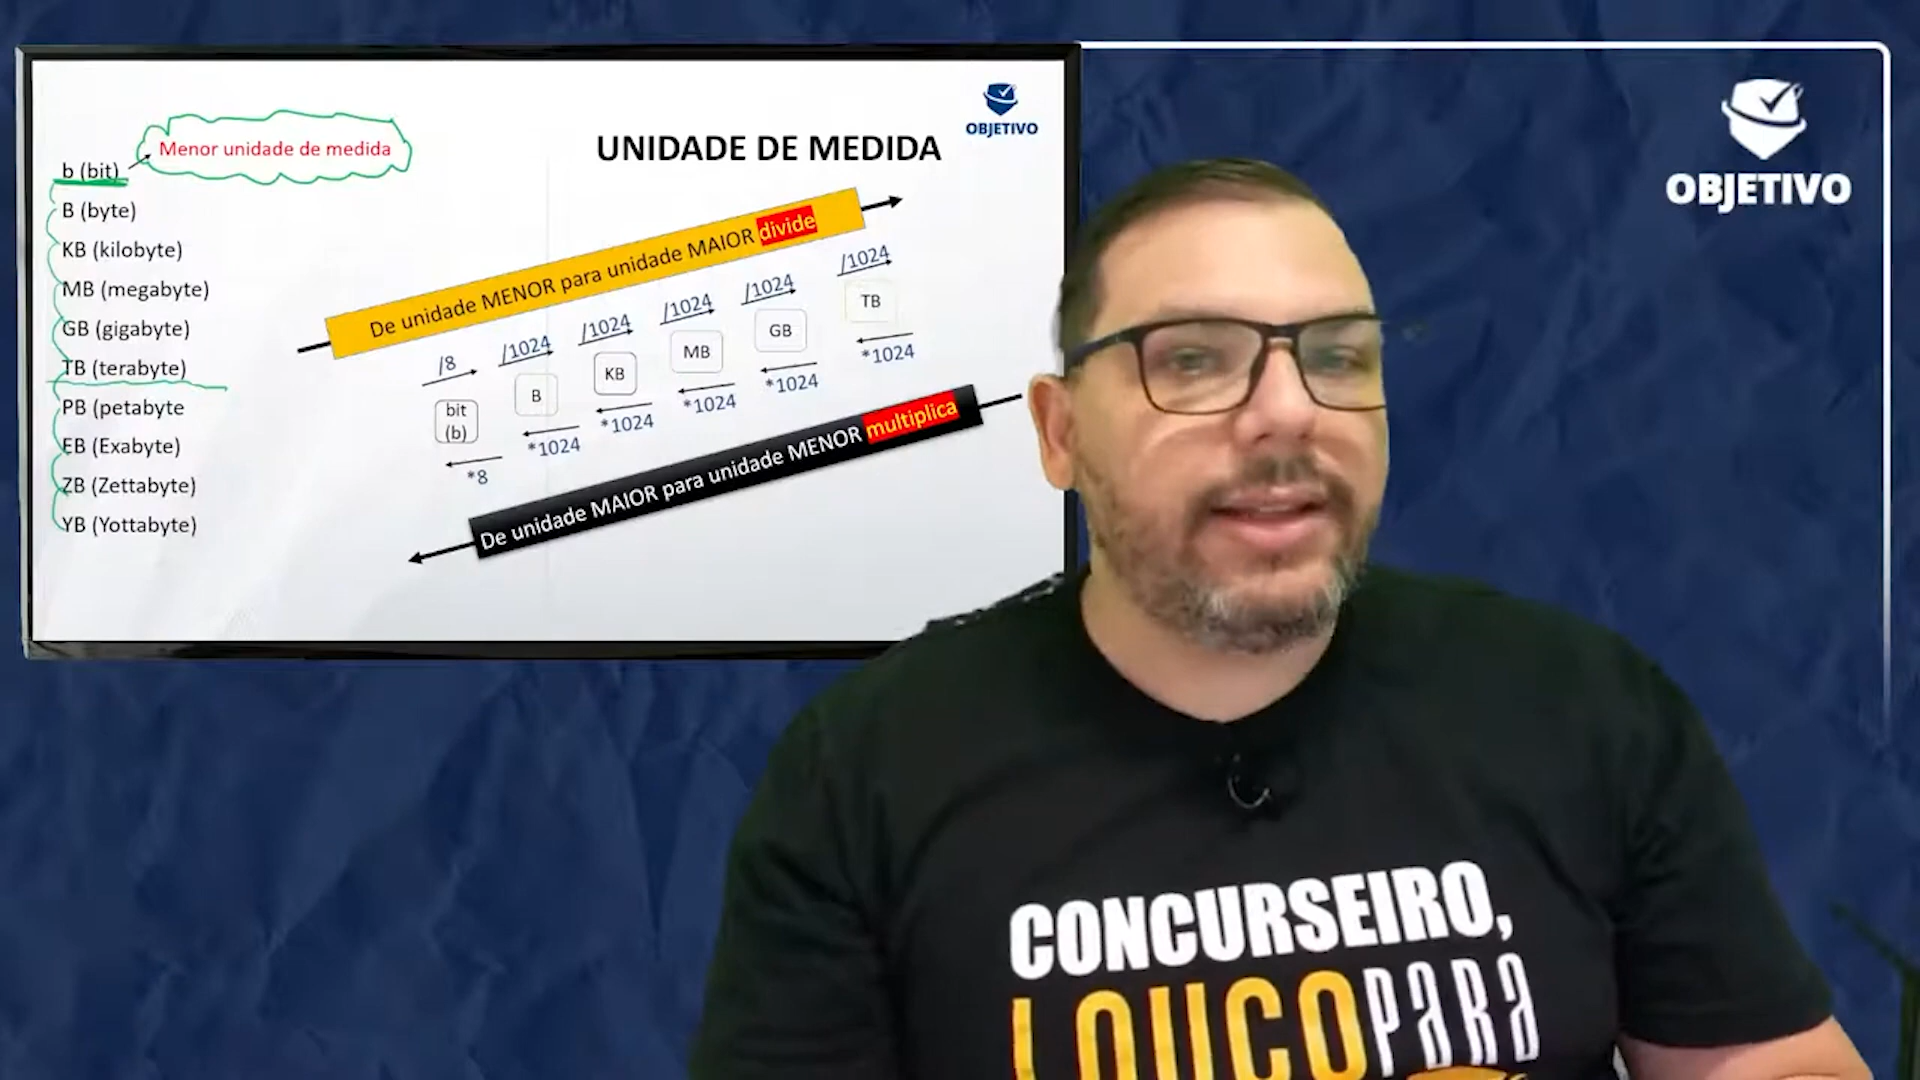 OBJETIVO
UNIDADE DE MEDIDA
Menor unidade de medida
b (bit)
B (byte)
KB (kilobyte)
MB (megabyte)
GB (gigabyte)
TB (terabyte)
PB (petabyte
EB (Exabyte)
ZB (Zettabyte)
YB (Yottabyte)
De unidade MENOR para unidade MAIOR divide
/8
/1024
/1024
/1024
/1024
/1024
bit
(b)
B
KB
MB
GB
TB
*8
*1024
*1024
*1024
*1024
*1024
De unidade MAIOR para unidade MENOR multiplica
OBJETIVO
CONCURSEIRO,
LOUCO PARA